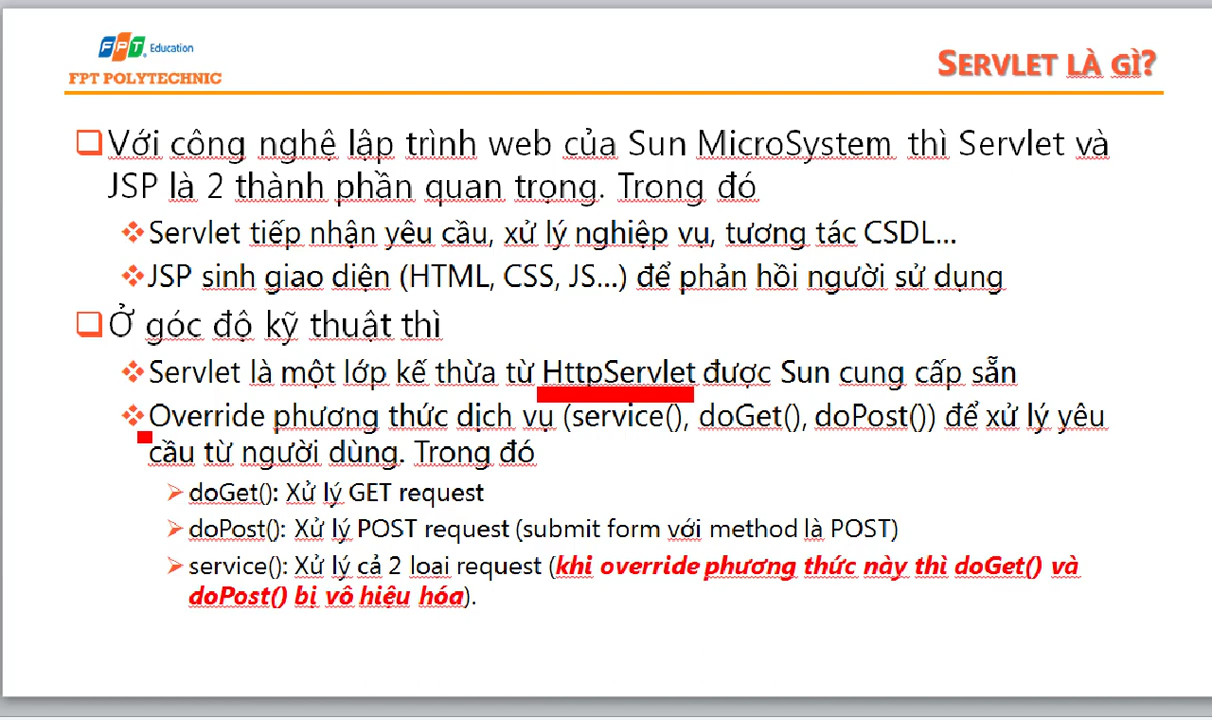 FPT Education
FPT POLYTECHNIC
SERVLET LÀ GÌ?
Với công nghệ lập trình web của Sun MicroSystem thì Servlet và
JSP là 2 thành phần quan trọng. Trong đó
Servlet tiếp nhận yêu cầu, xử lý nghiệp vụ, tương tác CSDL...
JSP sinh giao diện (HTML, CSS, JS...) để phản hồi người sử dụng
Ở góc độ kỹ thuật thì
Servlet là một lớp kế thừa từ HttpServlet được Sun cung cấp sẵn
Override phương thức dịch vụ (service(), doGet(), doPost()) để xử lý yêu
cầu từ người dùng. Trong đó
doGet(): Xử lý GET request
doPost(): Xử lý POST request (submit form với method là POST)
service(): Xử lý cả 2 loai request (khi override phương thức này thì doGet() và
doPost() bị vô hiệu hóa).